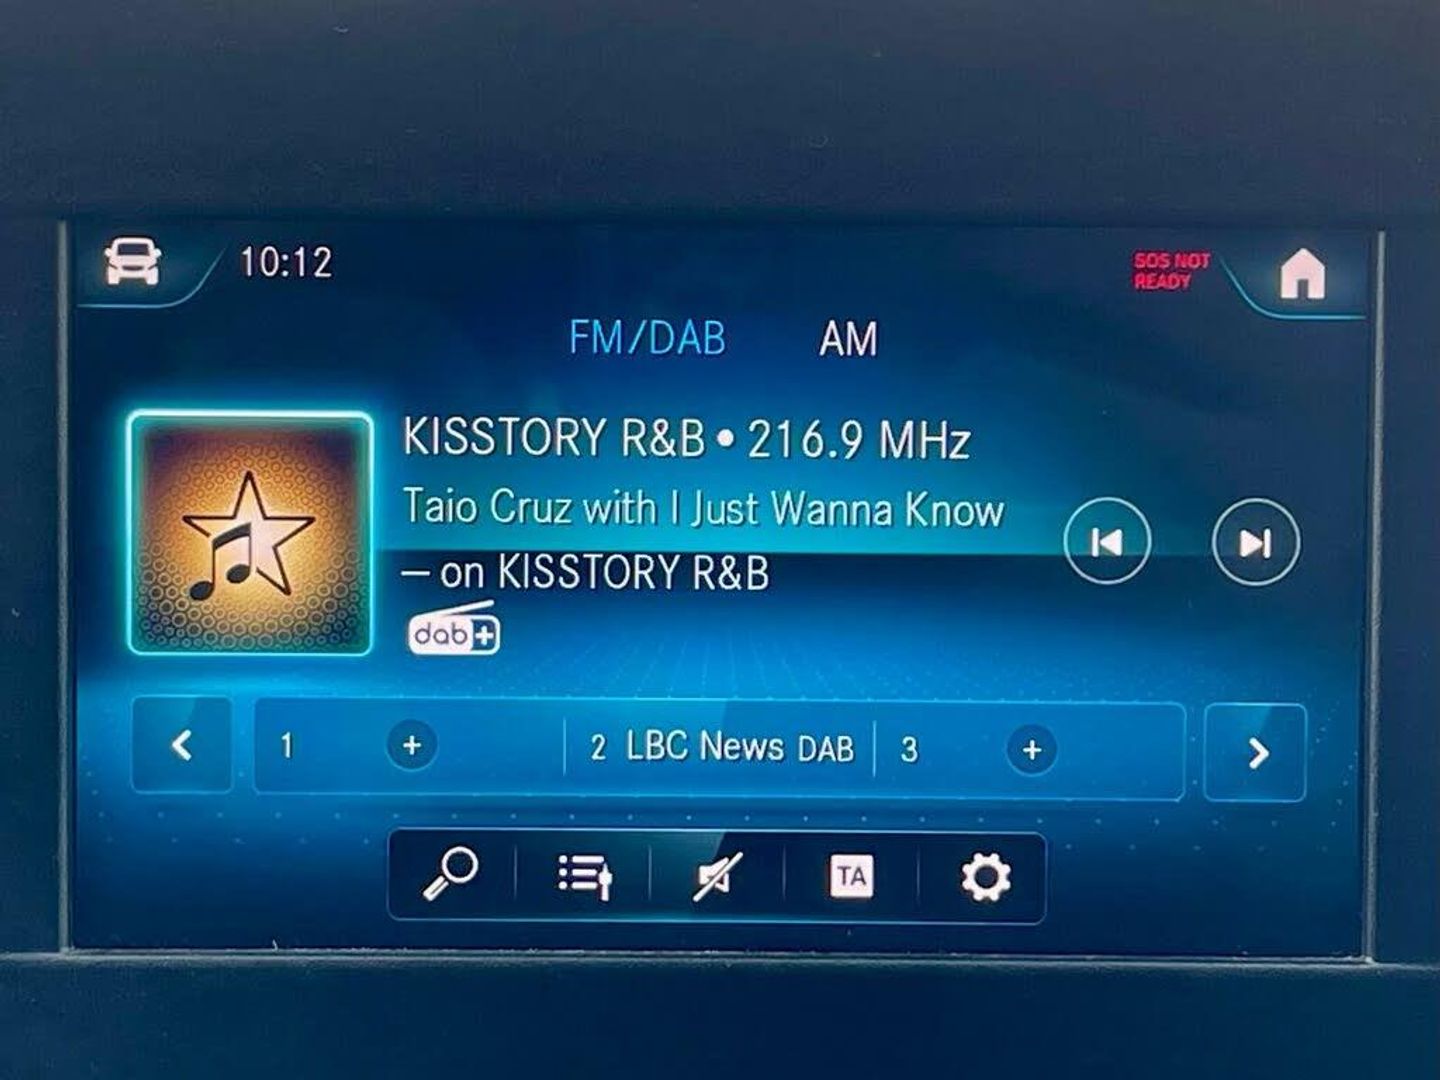 10:12
SOS NOT
READY
FM/DAB AM
KISSTORY R&B • 216.9 MHz
Taio Cruz with I Just Wanna Know
– on KISSTORY R&B
dab+
1 + 2 LBC News DAB 3 +
TA